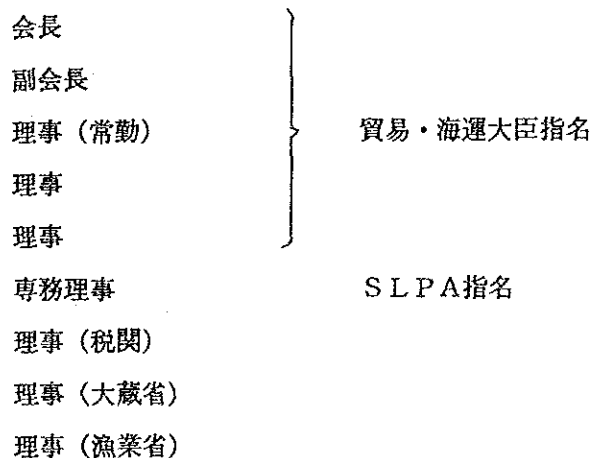 会長
副会長
理事（常勤） 貿易・海運大臣指名
理事
理事
専務理事 ＳＬＰＡ指名
理事（税関）
理事（大蔵省）
理事（漁業省）